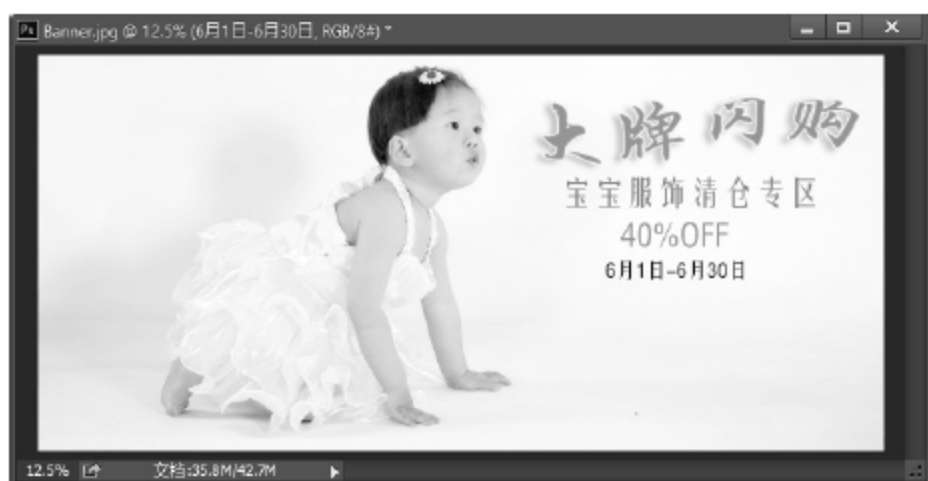 Ps Banner.jpg @ 12.5% (6月1日-6月30日, RGB/8#) *
大牌闪购
宝宝服饰清仓专区
40%OFF
6月1日-6月30日
12.5% 文档:35.8M/42.7M